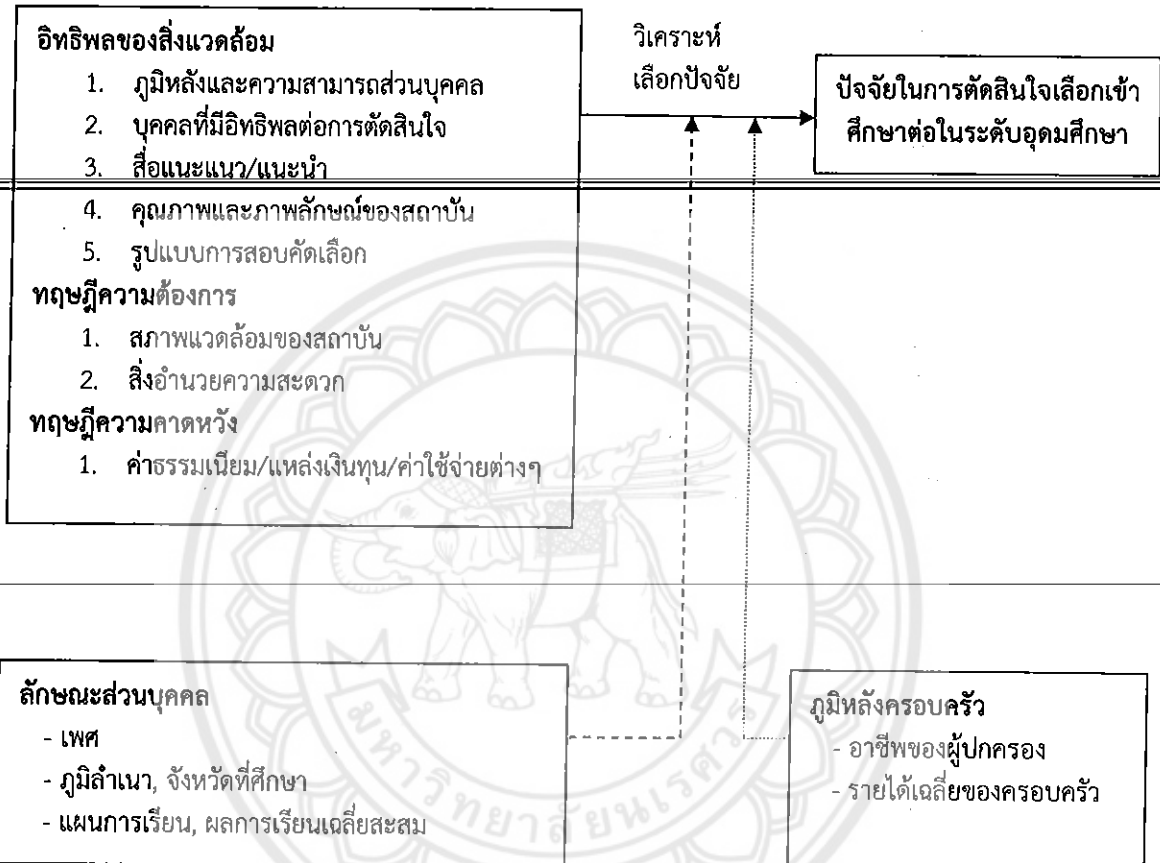 อิทธิพลของสิ่งแวดล้อม
1. ภูมิหลังและความสามารถส่วนบุคคล
2. บุคคลที่มีอิทธิพลต่อการตัดสินใจ
3. สื่อแนะแนว/แนะนำ
4. คุณภาพและภาพลักษณ์ของสถาบัน
5. รูปแบบการสอบคัดเลือก
ทฤษฎีความต้องการ
1. สภาพแวดล้อมของสถาบัน
2. สิ่งอำนวยความสะดวก
ทฤษฎีความคาดหวัง
1. ค่าธรรมเนียม/แหล่งเงินทุน/ค่าใช้จ่ายต่างๆ
วิเคราะห์
เลือกปัจจัย
ปัจจัยในการตัดสินใจเลือกเข้า
ศึกษาต่อในระดับอุดมศึกษา
ลักษณะส่วนบุคคล
- เพศ
- ภูมิลำเนา, จังหวัดที่ศึกษา
- แผนการเรียน, ผลการเรียนเฉลี่ยสะสม
ภูมิหลังครอบครัว
- อาชีพของผู้ปกครอง
- รายได้เฉลี่ยของครอบครัว
มหาวิทยาลัยนเรศวร